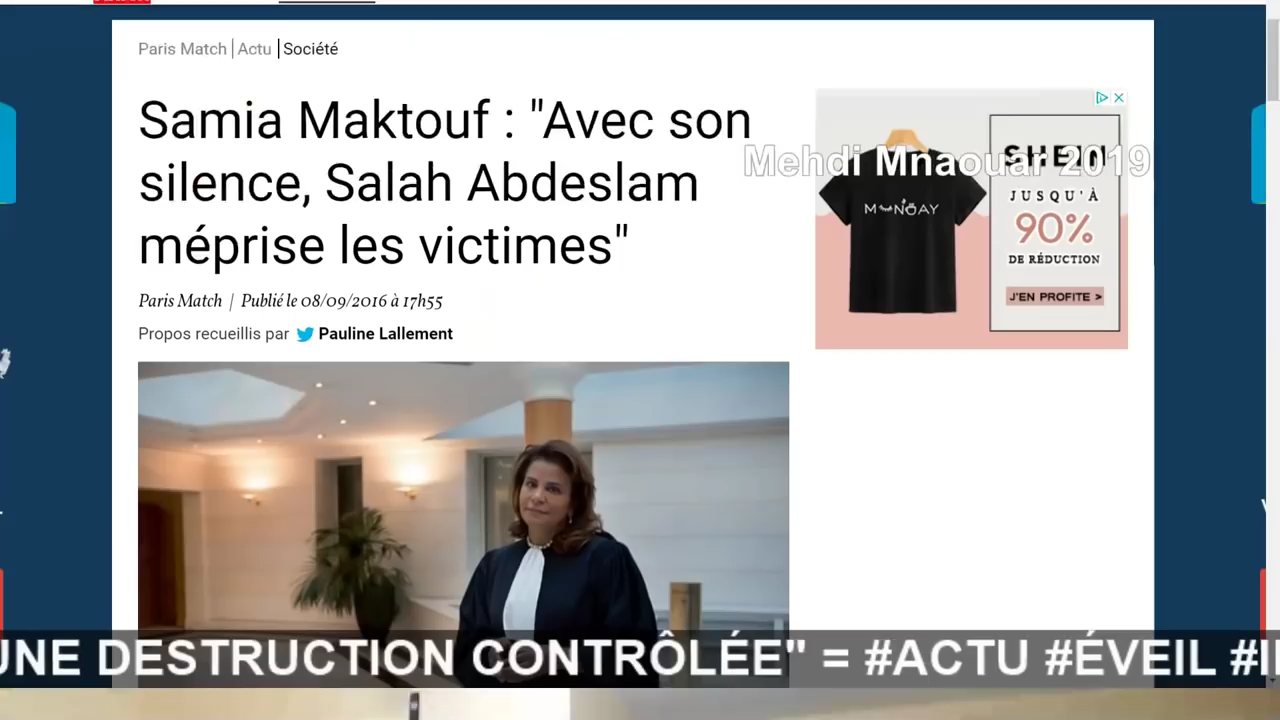 Paris Match | Actu | Société
Samia Maktouf : "Avec son
silence, Salah Abdeslam
méprise les victimes"
Paris Match | Publié le 08/09/2016 à 17h55
Propos recueillis par Pauline Lallement
Mehdi Mnaouar 2019
SHEIN
M NDAY
JUSQU'À
90%
DE RÉDUCTION
J'EN PROFITE >
UNE DESTRUCTION CONTRÔLÉE" = #ACTU #ÉVEIL